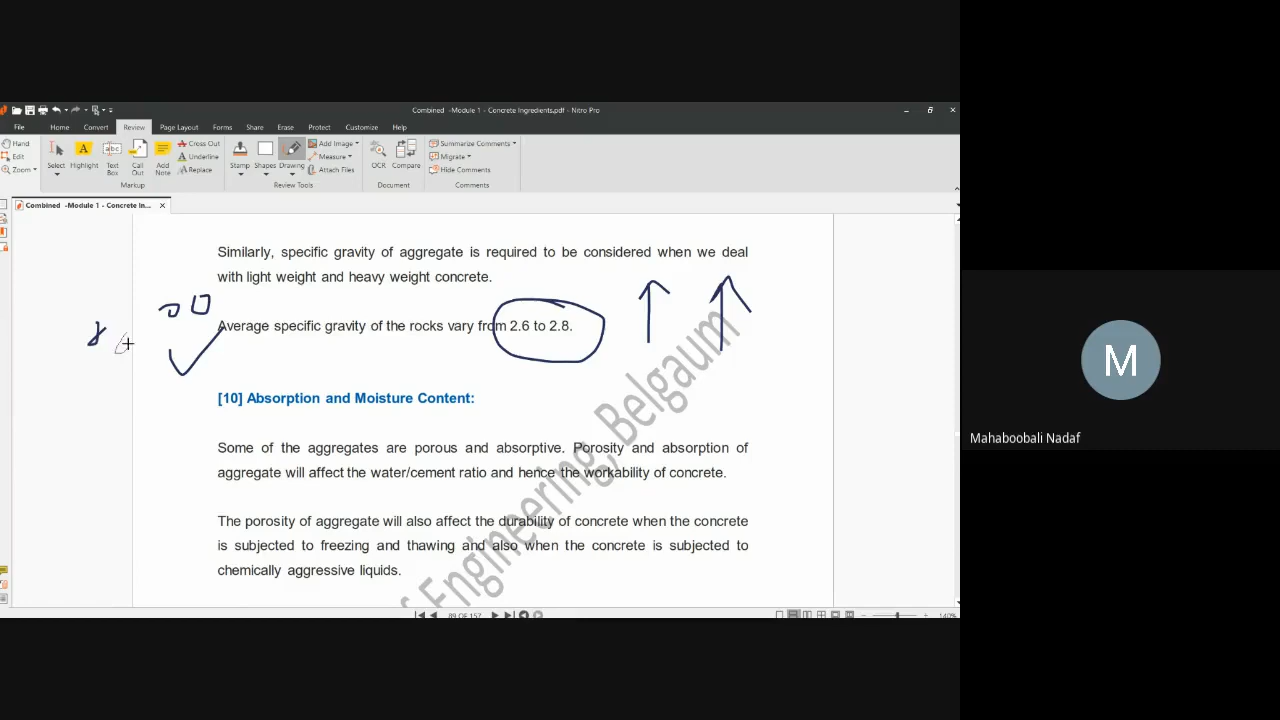 Combined -Module 1 - Concrete Ingredients.pdf - Nitro Pro
File Home Convert Review Page Layout Forms Share Erase Protect Customize Help
Hand
Edit
Zoom
Select
Highlight
Text Box
Call Out
Add Note
Cross Out
Underline
Replace
Markup
Stamp
Shapes
Drawing
Add Image
Measure
Attach Files
Review Tools
OCR
Compare
Document
Summarize Comments
Migrate
Hide Comments
Comments
Combined -Module 1 - Concrete In...
Similarly, specific gravity of aggregate is required to be considered when we deal
with light weight and heavy weight concrete.
Average specific gravity of the rocks vary from 2.6 to 2.8.
[10] Absorption and Moisture Content:
Some of the aggregates are porous and absorptive. Porosity and absorption of
aggregate will affect the water/cement ratio and hence the workability of concrete.
The porosity of aggregate will also affect the durability of concrete when the concrete
is subjected to freezing and thawing and also when the concrete is subjected to
chemically aggressive liquids.
f Engineering, Belgaum
89 OF 157
140%
M
Mahaboobali Nadaf